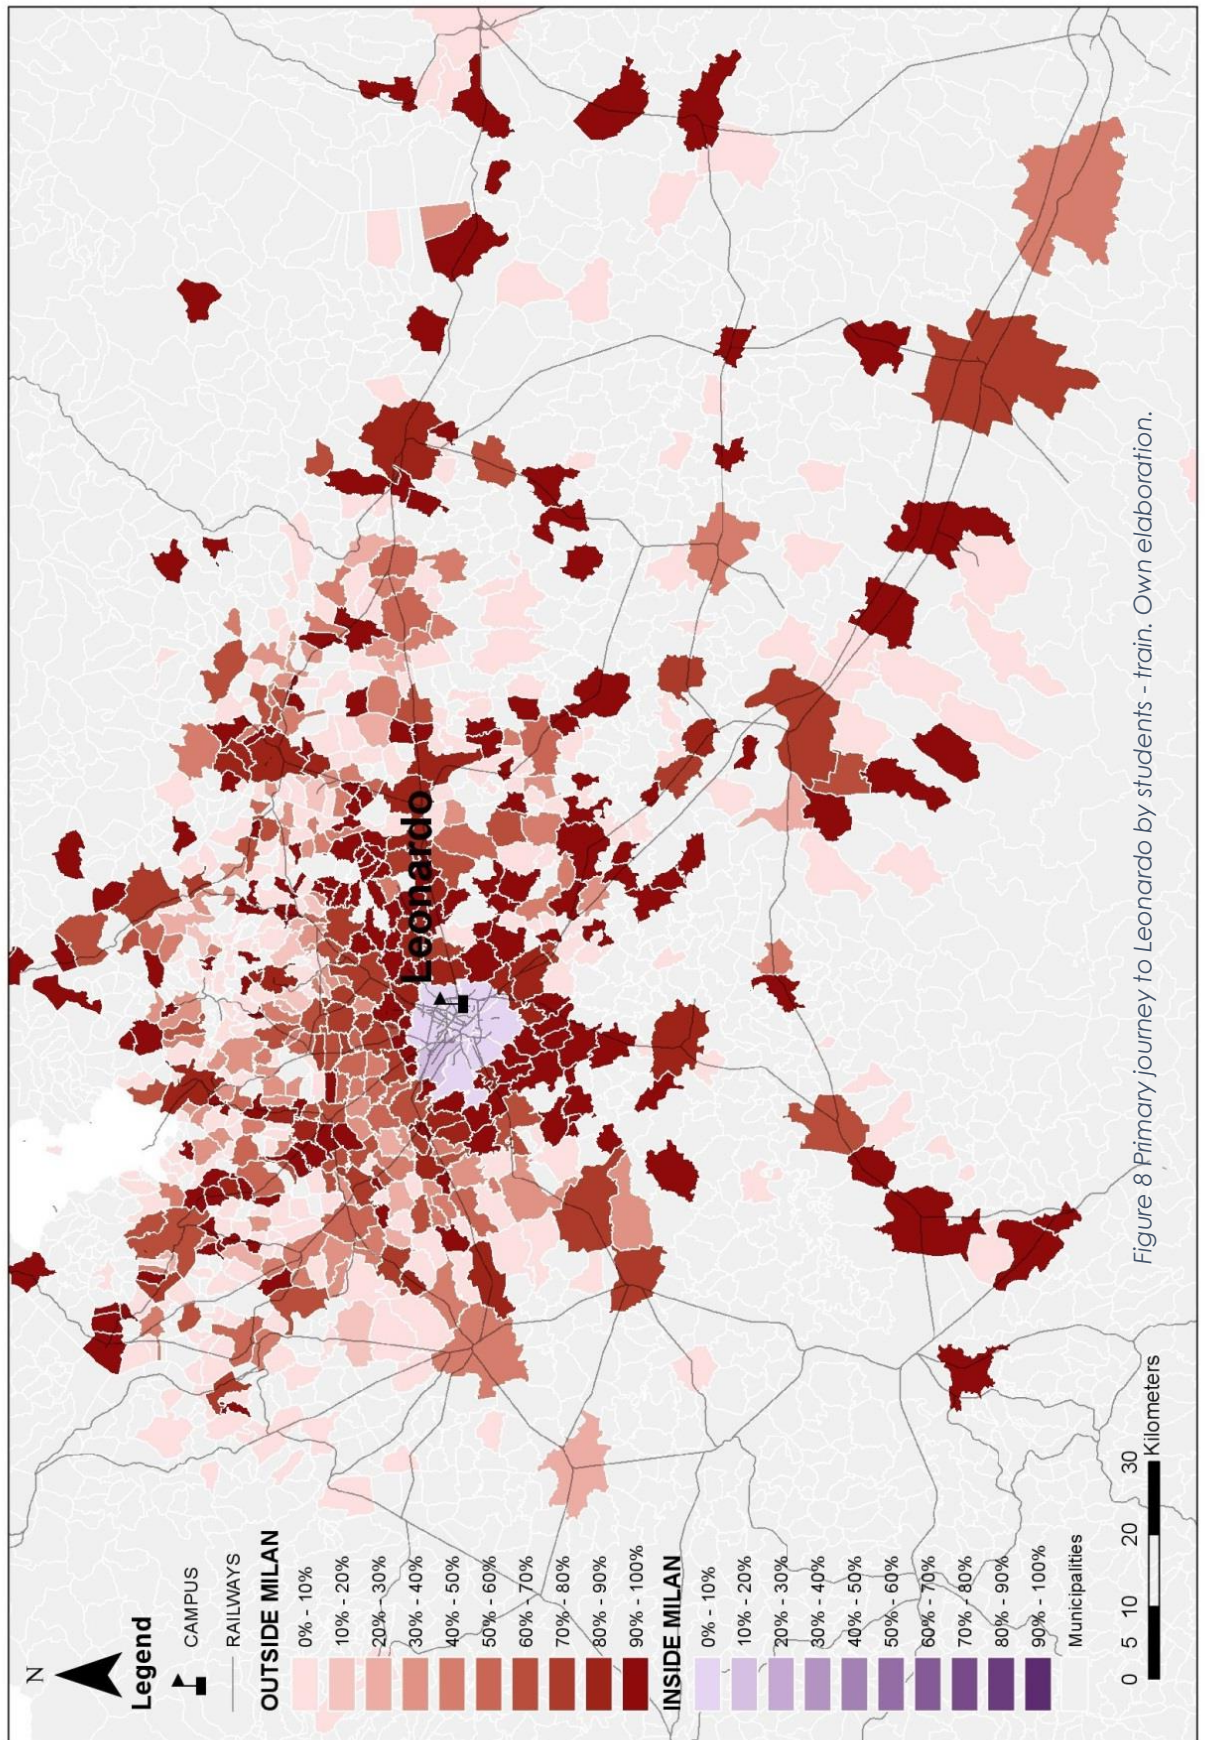 Leonardo
N
Legend
CAMPUS
RAILWAYS
OUTSIDE MILAN
0% - 10%
10% - 20%
20% - 30%
30% - 40%
40% - 50%
50% - 60%
60% - 70%
70% - 80%
80% - 90%
90% - 100%
INSIDE MILAN
0% - 10%
10% - 20%
20% - 30%
30% - 40%
40% - 50%
50% - 60%
60% - 70%
70% - 80%
80% - 90%
90% - 100%
Municipalities
0 5 10 20 30
Kilometers
Figure 8 Primary journey to Leonardo by students - train. Own elaboration.